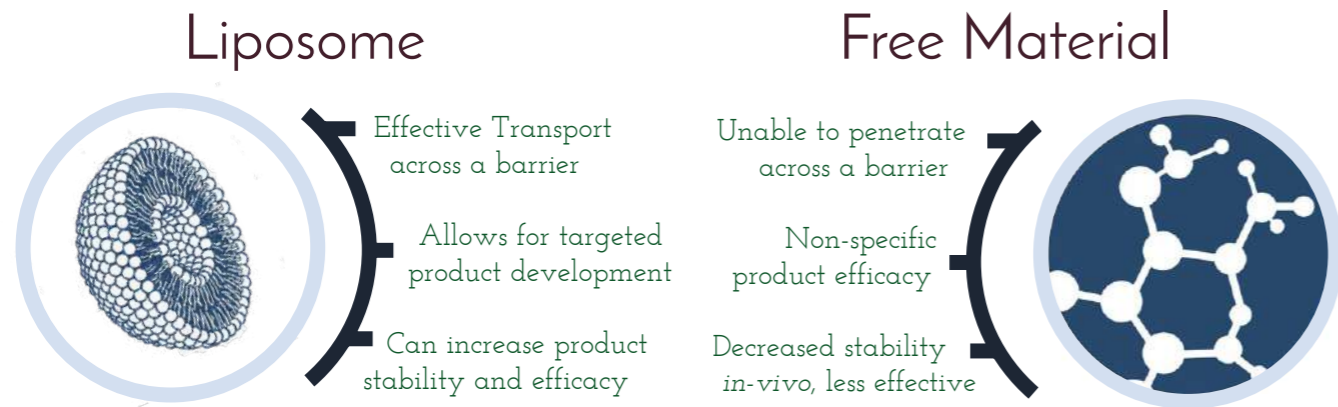 Liposome
Effective Transport
across a barrier
Allows for targeted
product development
Can increase product
stability and efficacy
Free Material
Unable to penetrate
across a barrier
Non-specific
product efficacy
Decreased stability
in-vivo, less effective